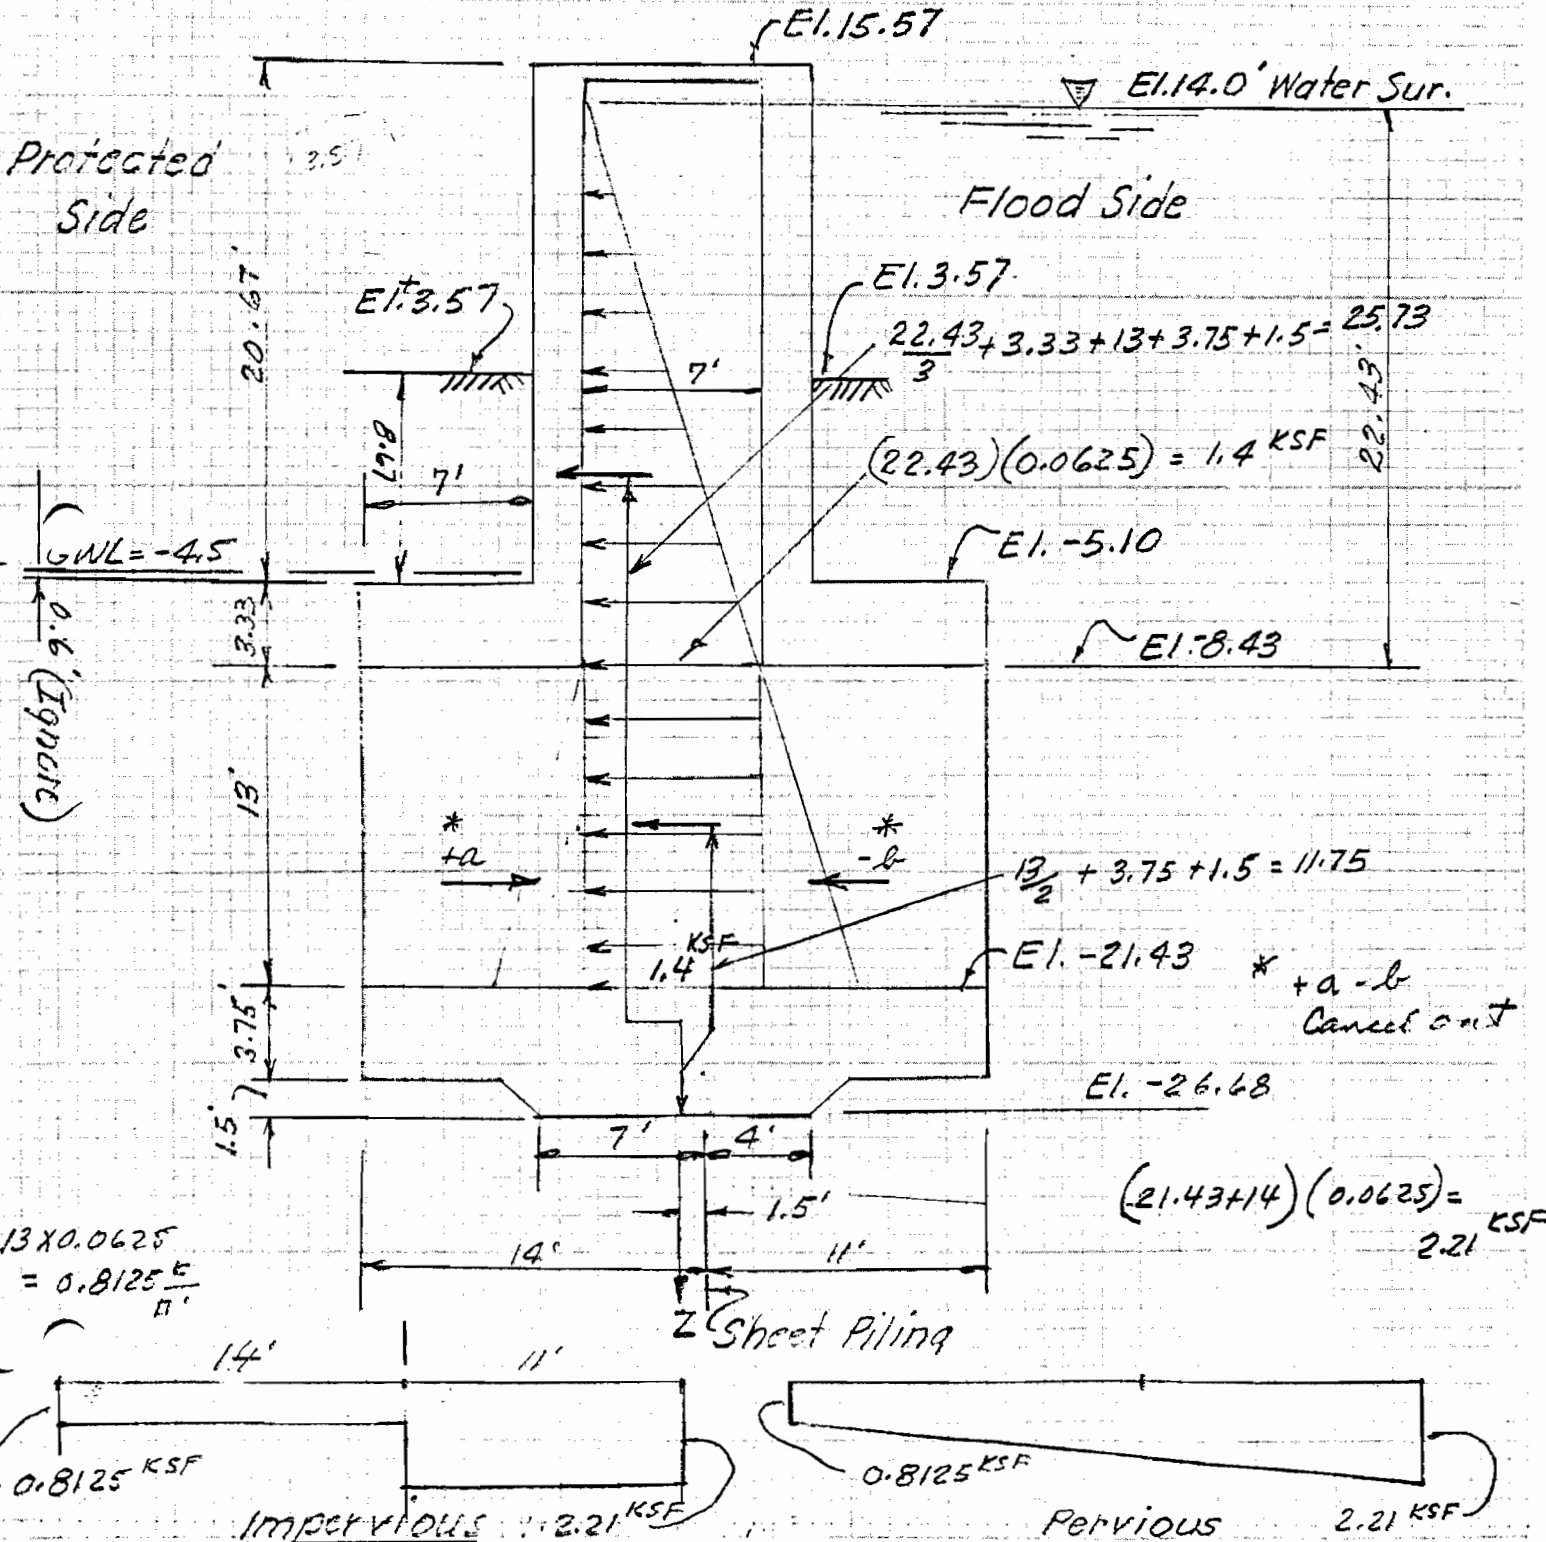 El.15.57
El.14.0' Water Sur.
Protected
Side
Flood Side
20.67'
El.±3.57
El.3.57
22.43/3 + 3.33 + 13 + 3.75 + 1.5 = 25.73
7'
22.43'
8.67
7'
(22.43)(0.0625) = 1.4 KSF
GWL = -4.5
El. -5.10
0.6' (Ignore)
3.33
El. -8.43
13'
*
+a
*
-b
13/2 + 3.75 + 1.5 = 11.75
1.4 KSF
El. -21.43
* +a - b
Cancel out
3.75'
1.5'
El. -26.68
7'
4'
1.5'
(21.43+14)(0.0625) =
2.21 KSF
13 X 0.0625
= 0.8125 K/□'
14'
11'
Z
Sheet Piling
14'
11'
0.8125 KSF
Impervious
2.21 KSF
0.8125 KSF
Pervious
2.21 KSF